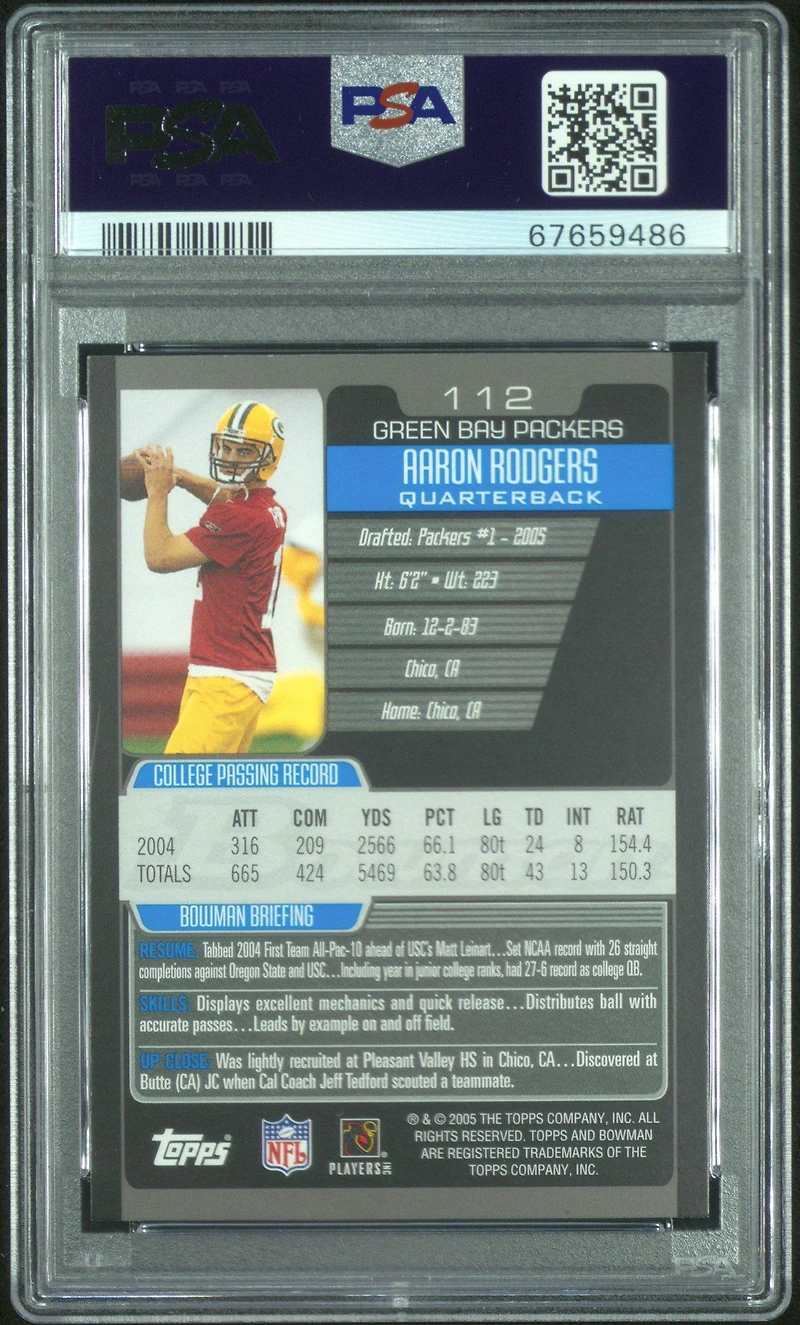 PSA PSA PSA
PSA
PSA PSA PSA
PSA
67659486
112
GREEN BAY PACKERS
AARON RODGERS
QUARTERBACK
Drafted: Packers #1 - 2005
Ht: 6'2" ▪ Wt: 223
Born: 12-2-83
Chico, CA
Home: Chico, CA
COLLEGE PASSING RECORD
ATT COM YDS PCT LG TD INT RAT
2004 316 209 2566 66.1 80t 24 8 154.4
TOTALS 665 424 5469 63.8 80t 43 13 150.3
BOWMAN BRIEFING
RESUME: Tabbed 2004 First Team All-Pac-10 ahead of USC's Matt Leinart...Set NCAA record with 26 straight
completions against Oregon State and USC...Including year in junior college ranks, had 27-6 record as college QB.
SKILLS: Displays excellent mechanics and quick release...Distributes ball with
accurate passes...Leads by example on and off field.
UP CLOSE: Was lightly recruited at Pleasant Valley HS in Chico, CA...Discovered at
Butte (CA) JC when Cal Coach Jeff Tedford scouted a teammate.
Topps®
NFL
PLAYERS INC
® & © 2005 THE TOPPS COMPANY, INC. ALL
RIGHTS RESERVED. TOPPS AND BOWMAN
ARE REGISTERED TRADEMARKS OF THE
TOPPS COMPANY, INC.
PSA